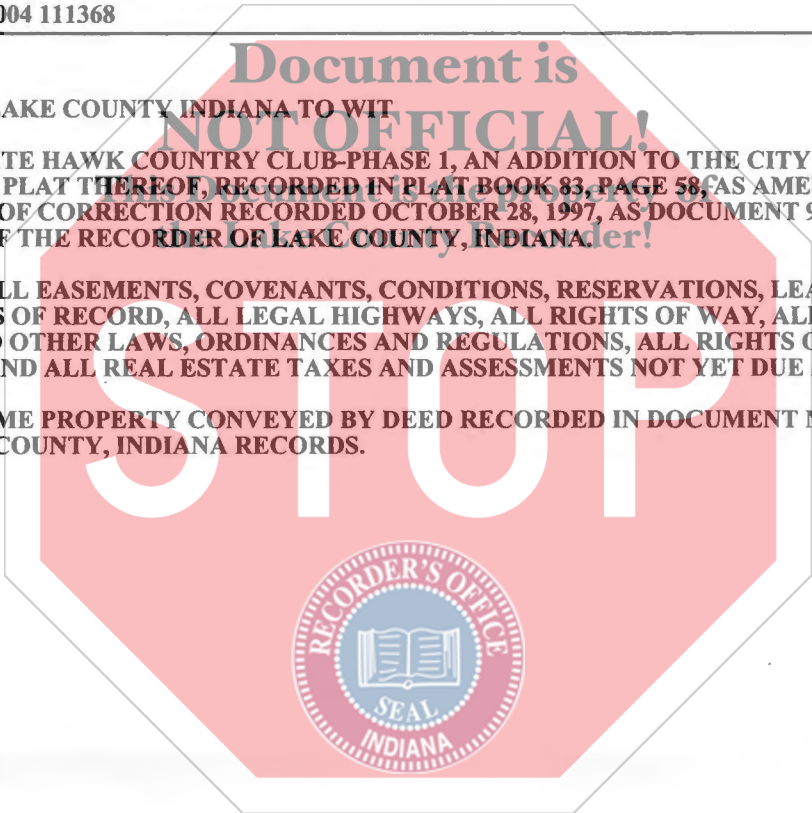 004 111368
Document is
LAKE COUNTY INDIANA TO WIT
NOT OFFICIAL!
TE HAWK COUNTRY CLUB-PHASE 1, AN ADDITION TO THE CITY
PLAT THEREOF, RECORDED IN PLAT BOOK 83, PAGE 58, AS AME
This Document is the property of
OF CORRECTION RECORDED OCTOBER 28, 1997, AS DOCUMENT 9
the Lake County Recorder!
F THE RECORDER OF LAKE COUNTY, INDIANA.
LL EASEMENTS, COVENANTS, CONDITIONS, RESERVATIONS, LEA
S OF RECORD, ALL LEGAL HIGHWAYS, ALL RIGHTS OF WAY, ALL
OTHER LAWS, ORDINANCES AND REGULATIONS, ALL RIGHTS O
ND ALL REAL ESTATE TAXES AND ASSESSMENTS NOT YET DUE
ME PROPERTY CONVEYED BY DEED RECORDED IN DOCUMENT N
COUNTY, INDIANA RECORDS.
STOP
RECORDER'S OFFICE
SEAL
INDIANA